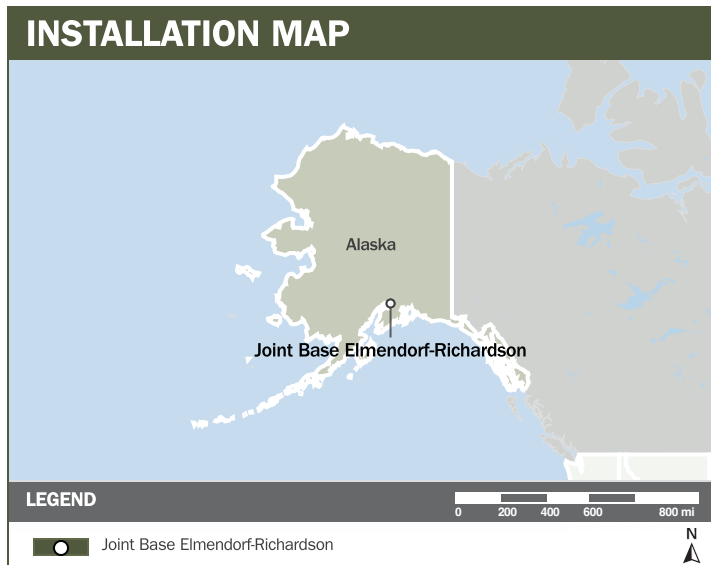 INSTALLATION MAP
Alaska
Joint Base Elmendorf-Richardson
LEGEND
0 200 400 600 800 mi
Joint Base Elmendorf-Richardson
N